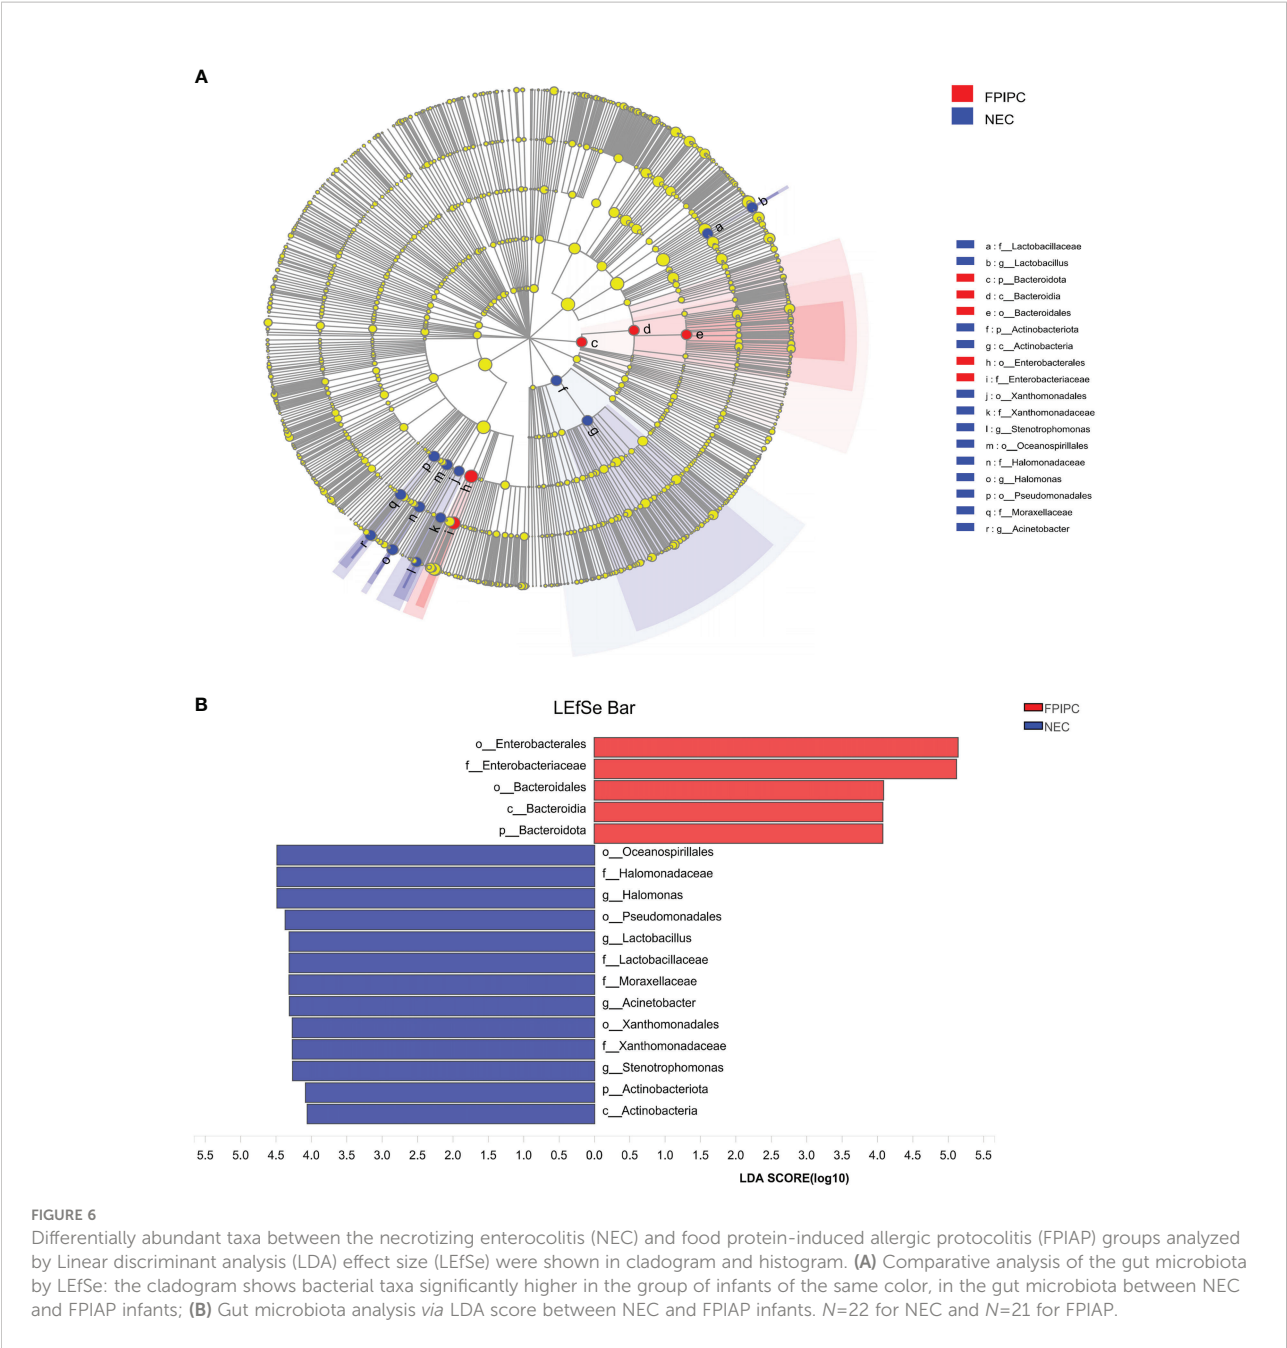 A
FPIPC
NEC
b
a
d
e
c
f
g
p
m
j
h
q
n
k
i
r
o
l
a : f__Lactobacillaceae
b : g__Lactobacillus
c : p__Bacteroidota
d : c__Bacteroidia
e : o__Bacteroidales
f : p__Actinobacteriota
g : c__Actinobacteria
h : o__Enterobacterales
i : f__Enterobacteriaceae
j : o__Xanthomonadales
k : f__Xanthomonadaceae
l : g__Stenotrophomonas
m : o__Oceanospirillales
n : f__Halomonadaceae
o : g__Halomonas
p : o__Pseudomonadales
q : f__Moraxellaceae
r : g__Acinetobacter
B
LEfSe Bar
FPIPC
NEC
o__Enterobacterales
f__Enterobacteriaceae
o__Bacteroidales
c__Bacteroidia
p__Bacteroidota
o__Oceanospirillales
f__Halomonadaceae
g__Halomonas
o__Pseudomonadales
g__Lactobacillus
f__Lactobacillaceae
f__Moraxellaceae
g__Acinetobacter
o__Xanthomonadales
f__Xanthomonadaceae
g__Stenotrophomonas
p__Actinobacteriota
c__Actinobacteria
5.5 5.0 4.5 4.0 3.5 3.0 2.5 2.0 1.5 1.0 0.5 0.0 0.5 1.0 1.5 2.0 2.5 3.0 3.5 4.0 4.5 5.0 5.5
LDA SCORE(log10)
FIGURE 6
Differentially abundant taxa between the necrotizing enterocolitis (NEC) and food protein-induced allergic protocolitis (FPIAP) groups analyzed
by Linear discriminant analysis (LDA) effect size (LEfSe) were shown in cladogram and histogram. (A) Comparative analysis of the gut microbiota
by LEfSe: the cladogram shows bacterial taxa significantly higher in the group of infants of the same color, in the gut microbiota between NEC
and FPIAP infants; (B) Gut microbiota analysis via LDA score between NEC and FPIAP infants. N=22 for NEC and N=21 for FPIAP.